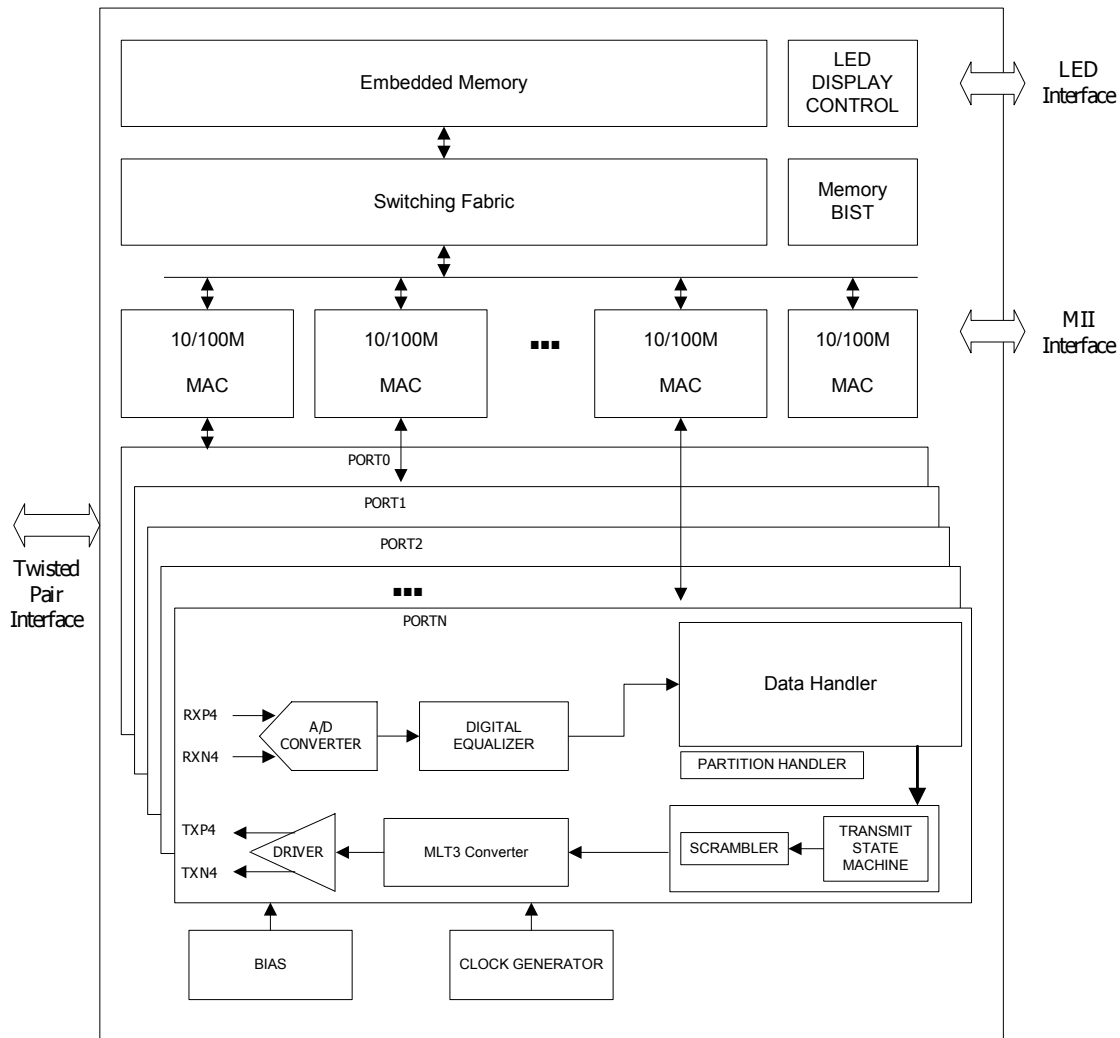 Embedded Memory
LED
DISPLAY
CONTROL
LED
Interface
Switching Fabric
Memory
BIST
10/100M
MAC
10/100M
MAC
10/100M
MAC
10/100M
MAC
MII
Interface
PORT0
PORT1
PORT2
PORTN
Twisted
Pair
Interface
Data Handler
RXP4
RXN4
A/D
CONVERTER
DIGITAL
EQUALIZER
PARTITION HANDLER
TXP4
TXN4
DRIVER
MLT3 Converter
SCRAMBLER
TRANSMIT
STATE
MACHINE
BIAS
CLOCK GENERATOR